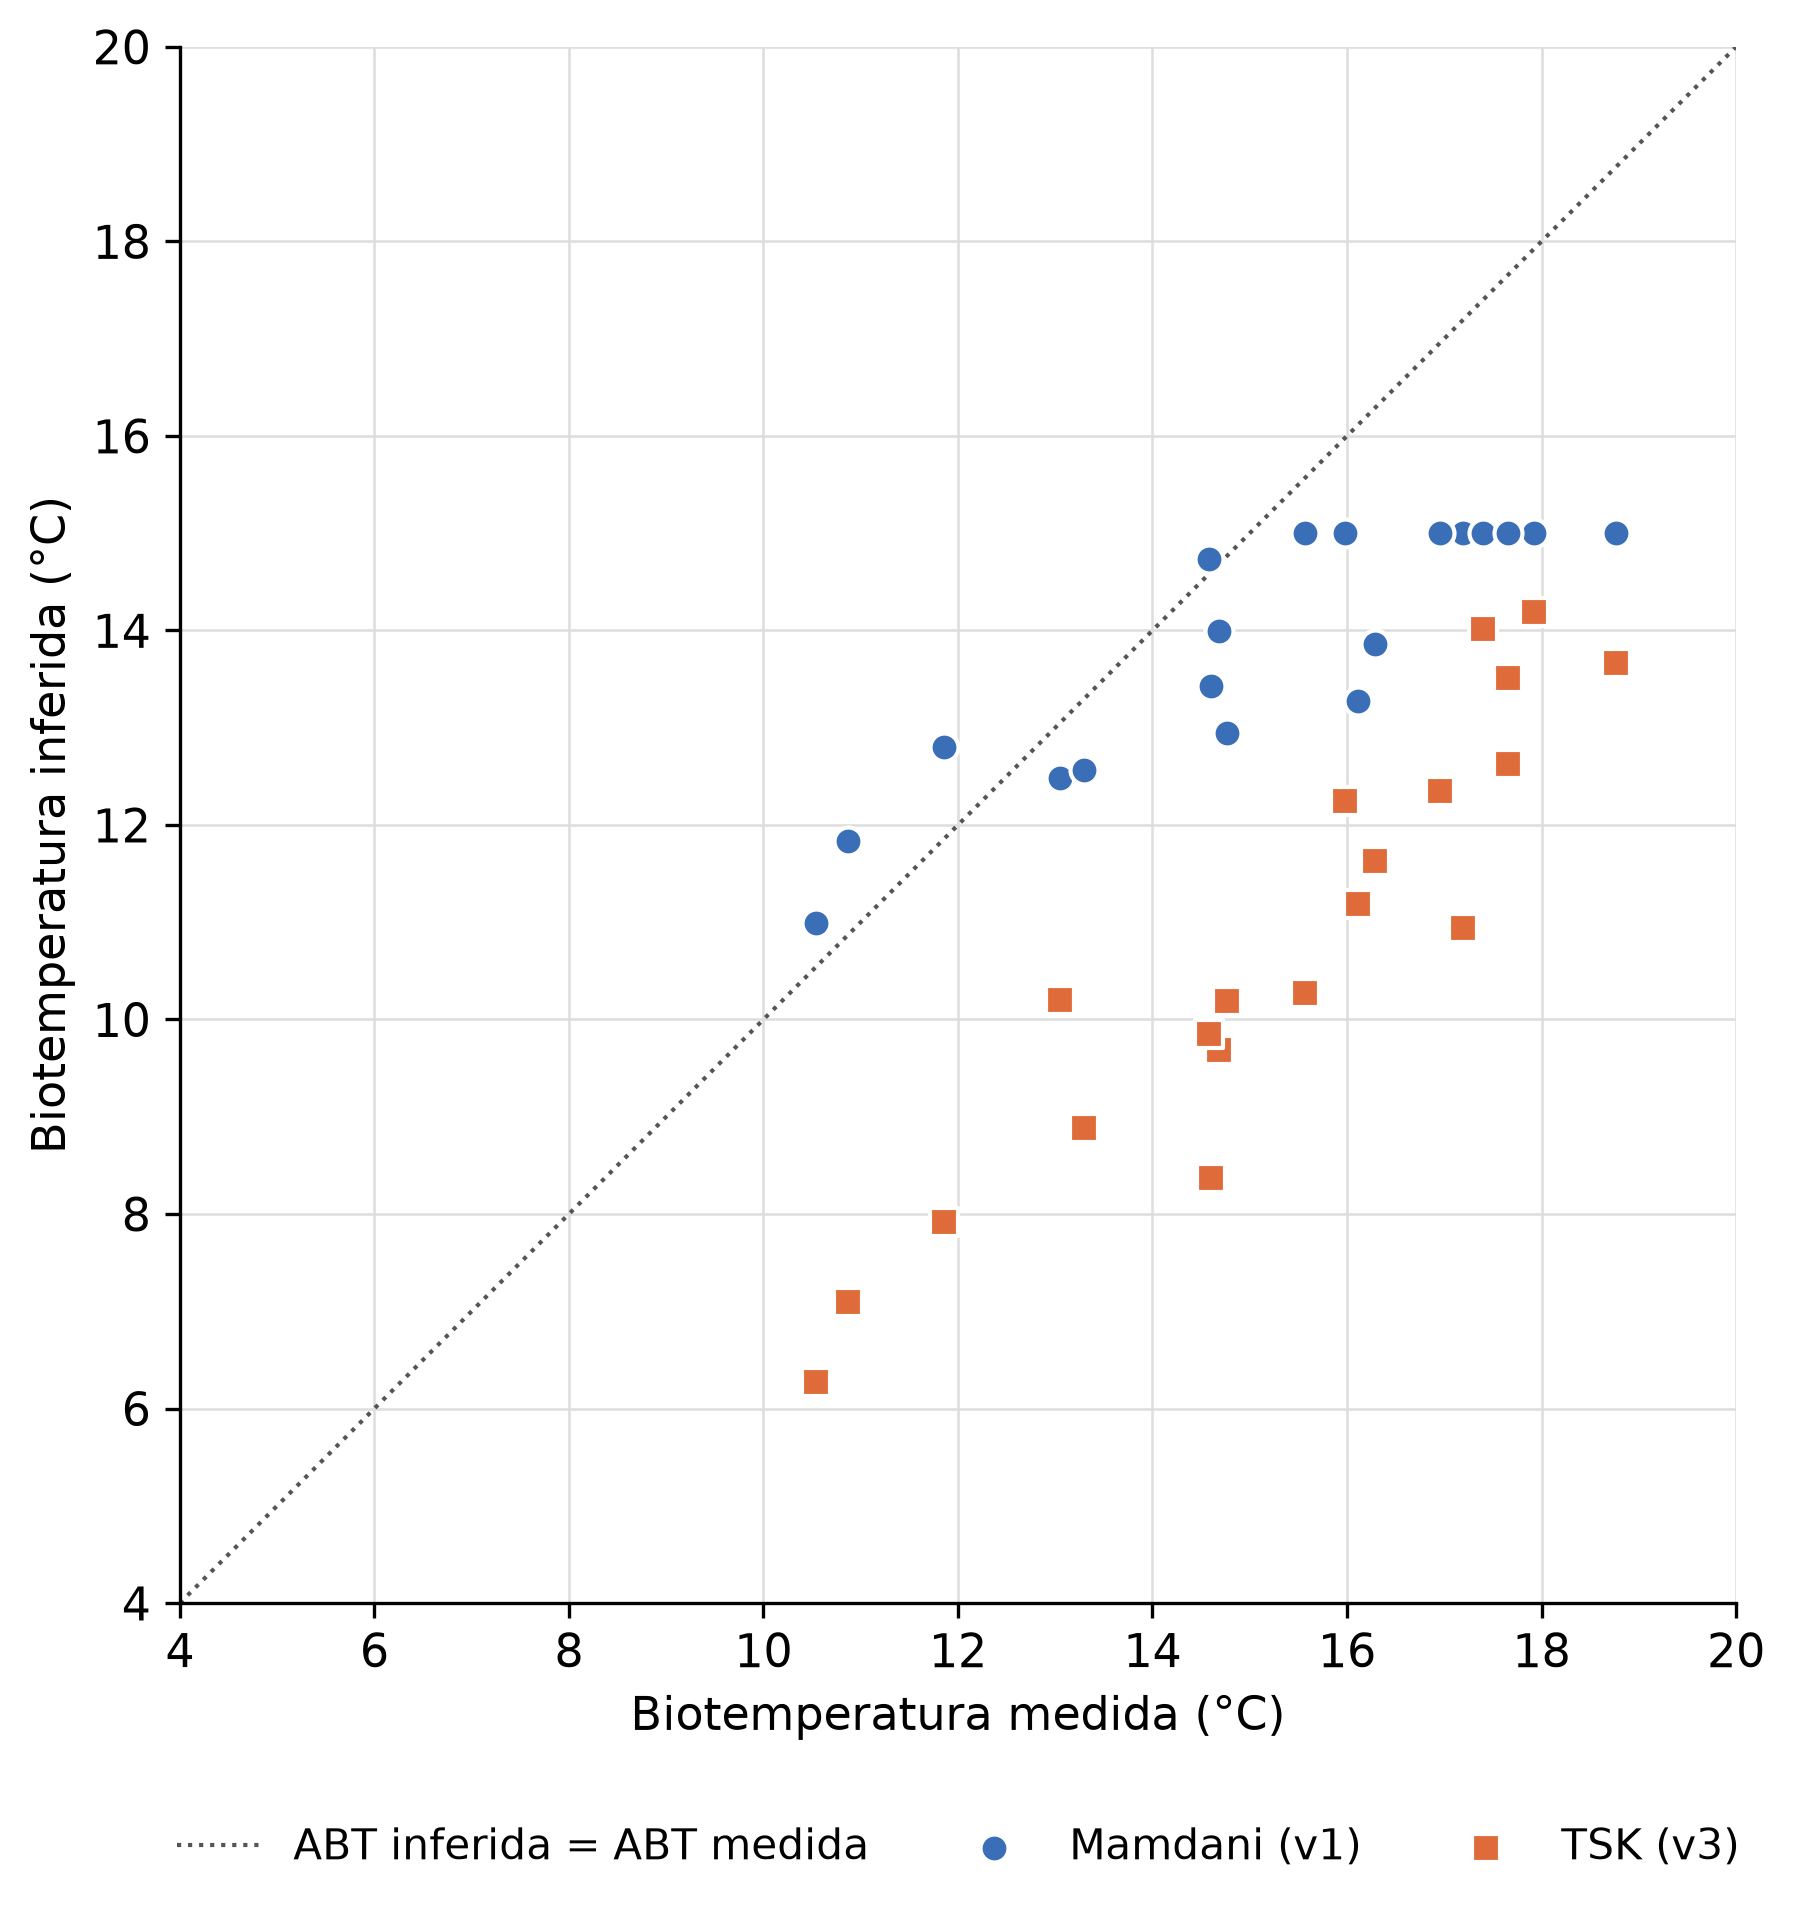 20
18
16
14
12
10
8
6
4
Biotemperatura inferida (°C)
4 6 8 10 12 14 16 18 20
Biotemperatura medida (°C)
ABT inferida = ABT medida Mamdani (v1) TSK (v3)